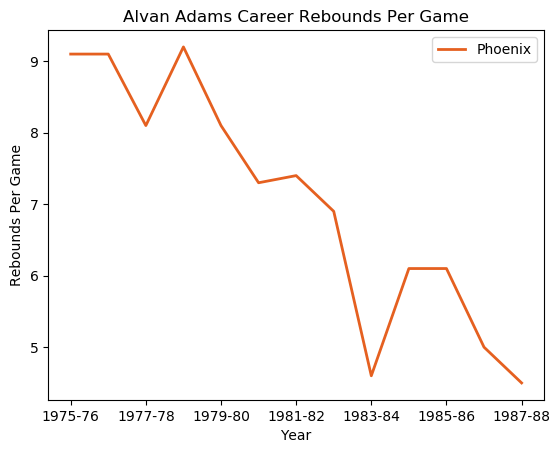 Alvan Adams Career Rebounds Per Game
Phoenix
9
8
7
6
5
Rebounds Per Game
1975-76 1977-78 1979-80 1981-82 1983-84 1985-86 1987-88
Year